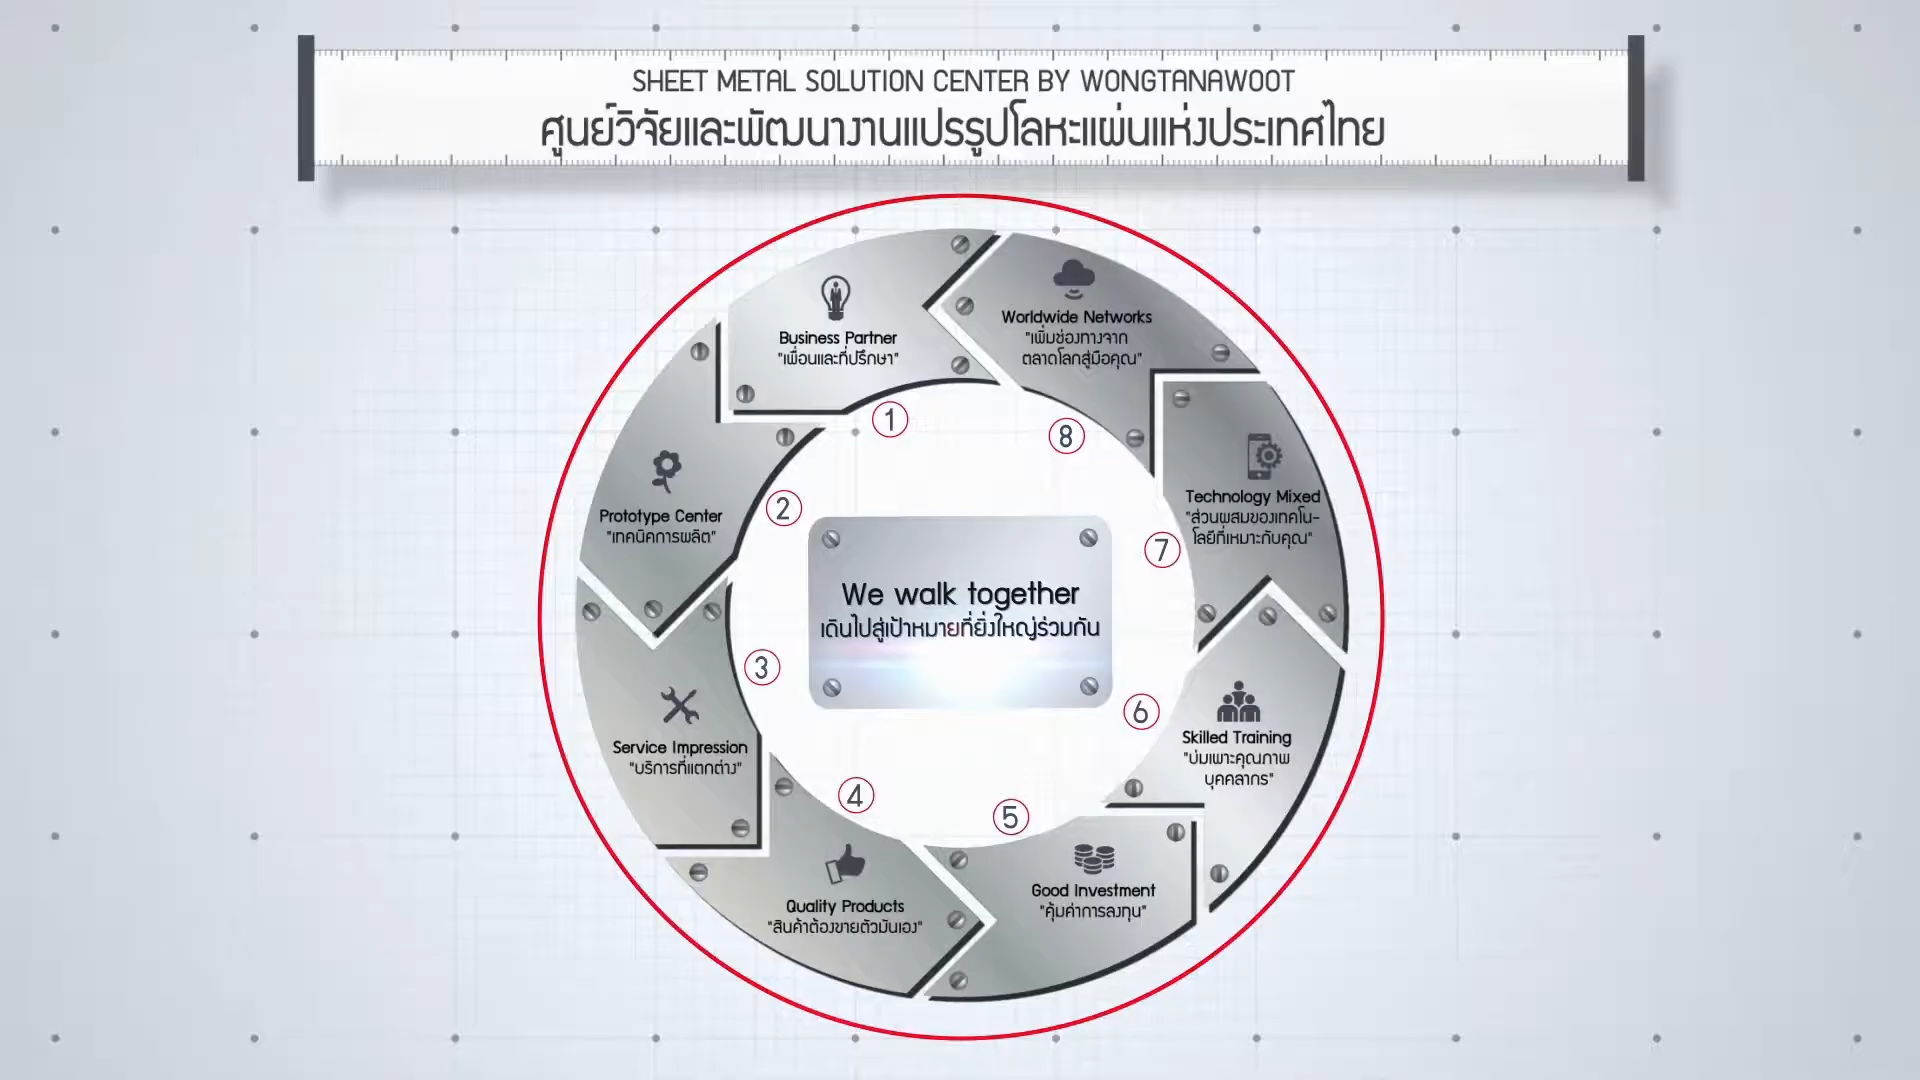 SHEET METAL SOLUTION CENTER BY WONGTANAWOOT
ศูนย์วิจัยและพัฒนางานแปรรูปโลหะแผ่นแห่งประเทศไทย
Business Partner
"เพื่อนและที่ปรึกษา"
1
Prototype Center
"เทคนิคการผลิต"
2
Service Impression
"บริการที่แตกต่าง"
3
Quality Products
"สินค้าต้องขายตัวมันเอง"
4
Good Investment
"คุ้มค่าการลงทุน"
5
Skilled Training
"บ่มเพาะคุณภาพ
บุคคลากร"
6
Technology Mixed
"ส่วนผสมของเทคโน-
โลยีที่เหมาะกับคุณ"
7
Worldwide Networks
"เพิ่มช่องทางจาก
ตลาดโลกสู่มือคุณ"
8
We walk together
เดินไปสู่เป้าหมายที่ยิ่งใหญ่ร่วมกัน